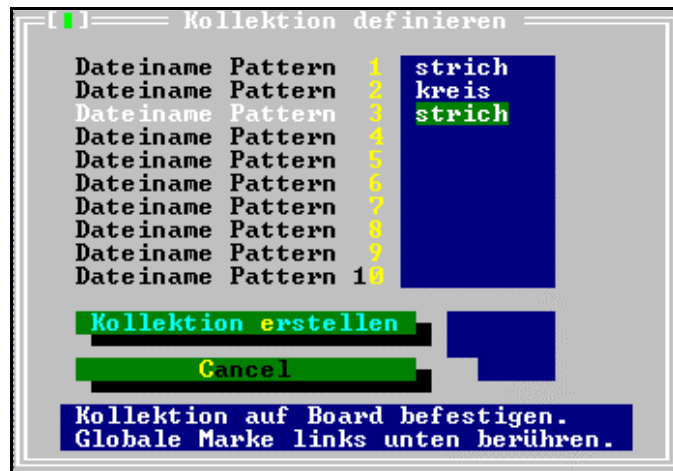 [ ] Kollektion definieren
Dateiname Pattern 1 strich
Dateiname Pattern 2 kreis
Dateiname Pattern 3 strich
Dateiname Pattern 4
Dateiname Pattern 5
Dateiname Pattern 6
Dateiname Pattern 7
Dateiname Pattern 8
Dateiname Pattern 9
Dateiname Pattern 10
Kollektion erstellen
Cancel
Kollektion auf Board befestigen.
Globale Marke links unten berühren.